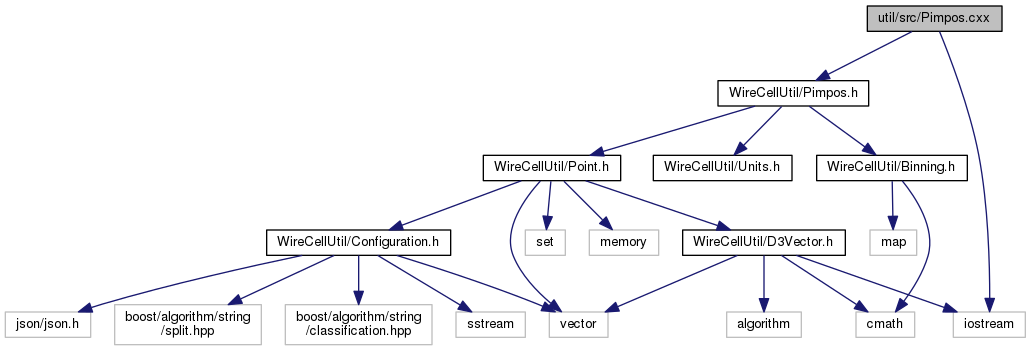 util/src/Pimpos.cxx
WireCellUtil/Pimpos.h
WireCellUtil/Point.h
WireCellUtil/Units.h
WireCellUtil/Binning.h
WireCellUtil/Configuration.h
set
memory
WireCellUtil/D3Vector.h
map
json/json.h
boost/algorithm/string
/split.hpp
boost/algorithm/string
/classification.hpp
sstream
vector
algorithm
cmath
iostream